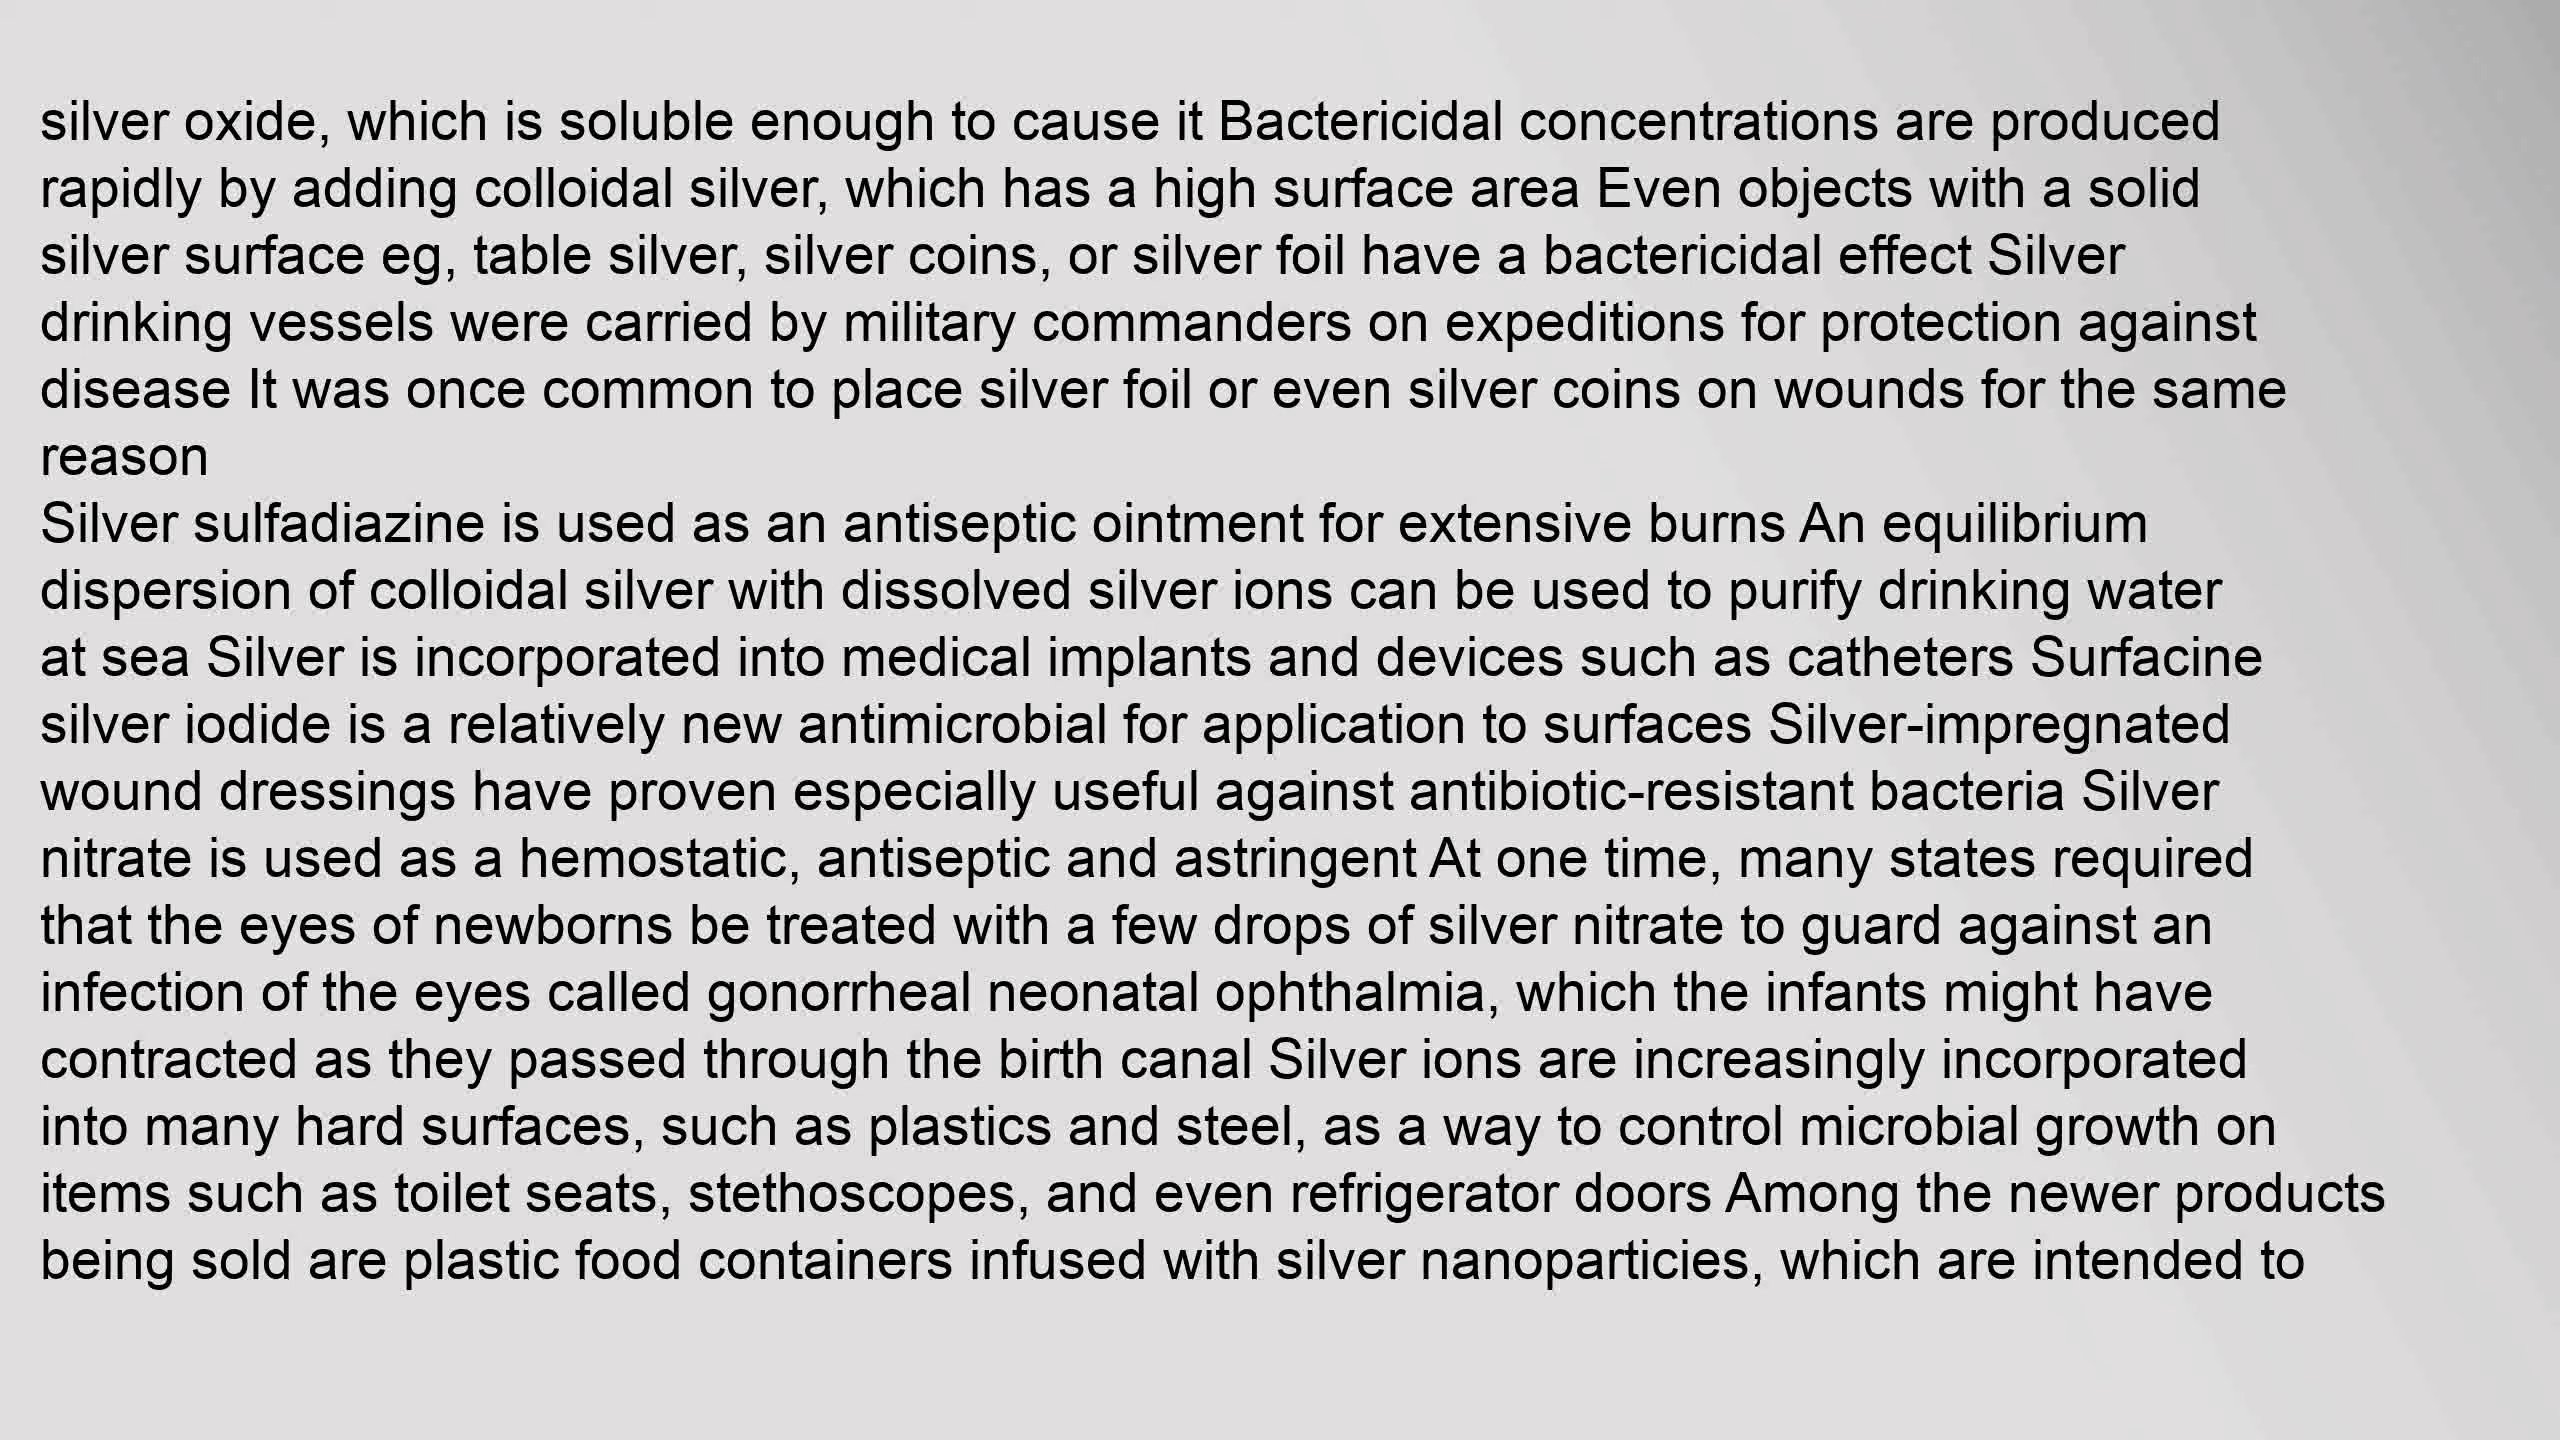 silver oxide, which is soluble enough to cause it Bactericidal concentrations are produced
rapidly by adding colloidal silver, which has a high surface area Even objects with a solid
silver surface eg, table silver, silver coins, or silver foil have a bactericidal effect Silver
drinking vessels were carried by military commanders on expeditions for protection against
disease It was once common to place silver foil or even silver coins on wounds for the same
reason
Silver sulfadiazine is used as an antiseptic ointment for extensive burns An equilibrium
dispersion of colloidal silver with dissolved silver ions can be used to purify drinking water
at sea Silver is incorporated into medical implants and devices such as catheters Surfacine
silver iodide is a relatively new antimicrobial for application to surfaces Silver-impregnated
wound dressings have proven especially useful against antibiotic-resistant bacteria Silver
nitrate is used as a hemostatic, antiseptic and astringent At one time, many states required
that the eyes of newborns be treated with a few drops of silver nitrate to guard against an
infection of the eyes called gonorrheal neonatal ophthalmia, which the infants might have
contracted as they passed through the birth canal Silver ions are increasingly incorporated
into many hard surfaces, such as plastics and steel, as a way to control microbial growth on
items such as toilet seats, stethoscopes, and even refrigerator doors Among the newer products
being sold are plastic food containers infused with silver nanoparticies, which are intended to